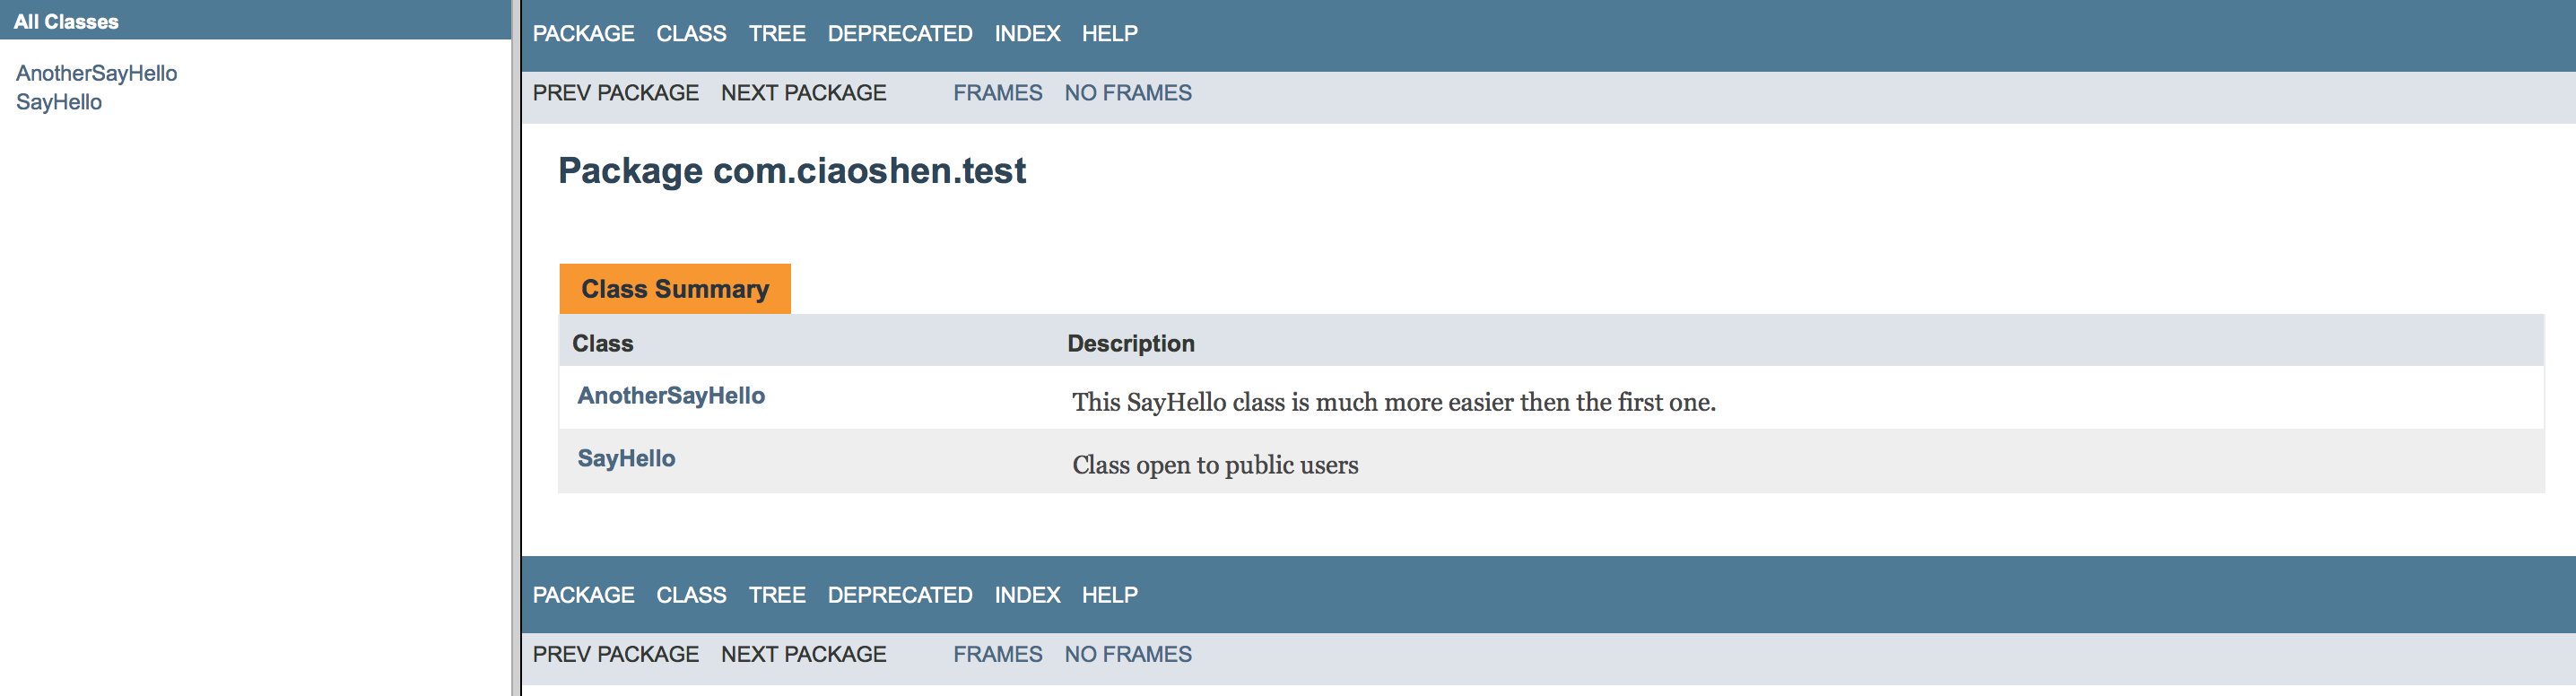 All Classes
AnotherSayHello
SayHello
PACKAGE CLASS TREE DEPRECATED INDEX HELP
PREV PACKAGE NEXT PACKAGE FRAMES NO FRAMES
Package com.ciaoshen.test
Class Summary
Class Description
AnotherSayHello This SayHello class is much more easier then the first one.
SayHello Class open to public users
PACKAGE CLASS TREE DEPRECATED INDEX HELP
PREV PACKAGE NEXT PACKAGE FRAMES NO FRAMES